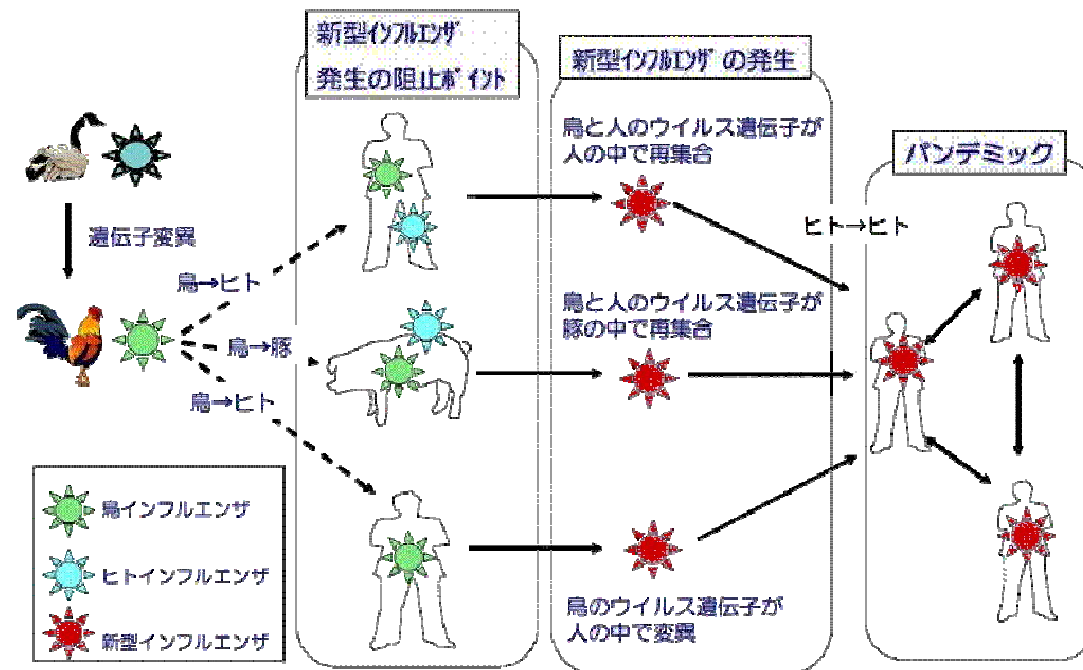 新型ｲﾝﾌﾙｴﾝｻﾞ
発生の阻止ﾎﾟｲﾝﾄ
新型ｲﾝﾌﾙｴﾝｻﾞの発生
パンデミック
遺伝子変異
鳥→ヒト
鳥→豚
鳥→ヒト
鳥と人のウイルス遺伝子が
人の中で再集合
鳥と人のウイルス遺伝子が
豚の中で再集合
鳥のウイルス遺伝子が
人の中で変異
ヒト→ヒト
鳥インフルエンザ
ヒトインフルエンザ
新型インフルエンザ